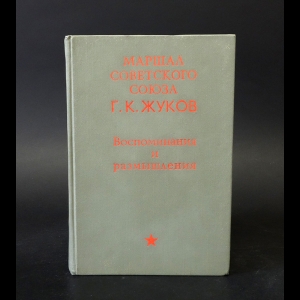 МАРШАЛ
СОВЕТСКОГО
СОЮЗА
Г. К. ЖУКОВ
Воспоминания
и
размышления